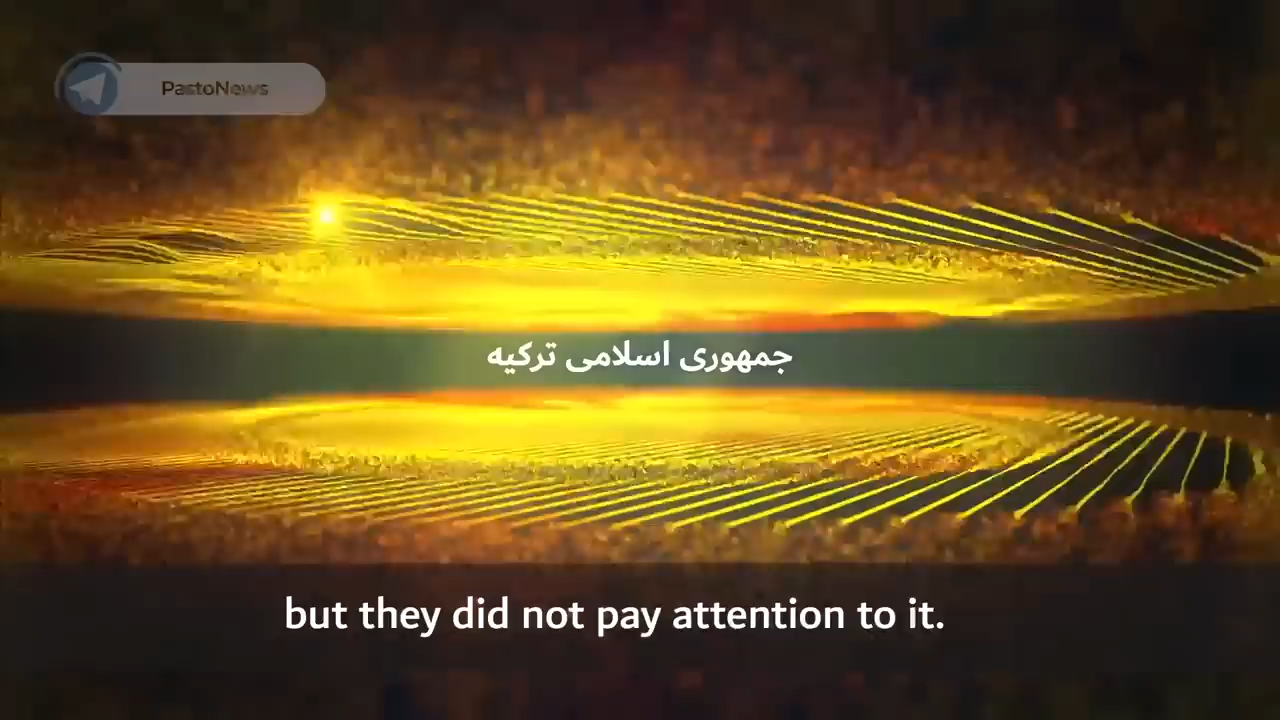 PastoNews
جمهوری اسلامی ترکیه
but they did not pay attention to it.